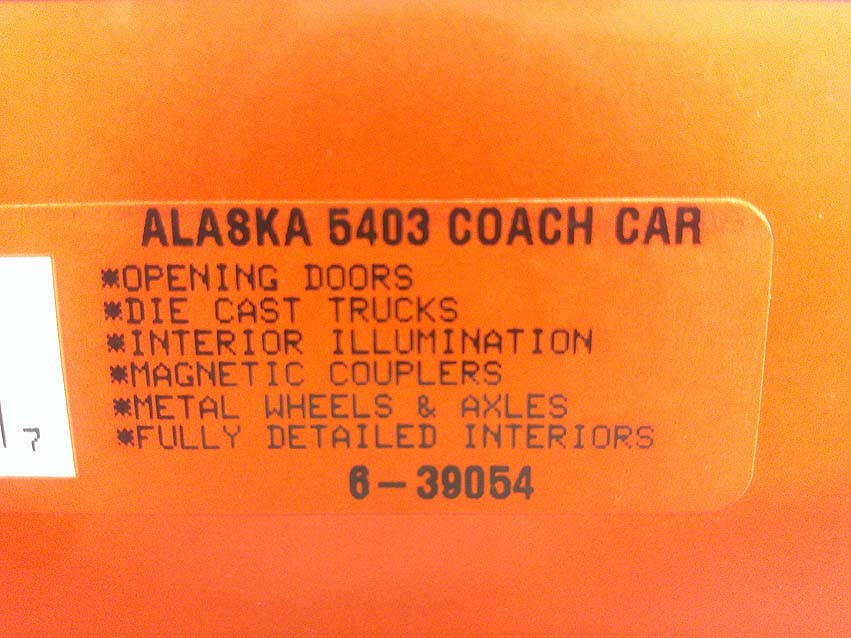 ALASKA 5403 COACH CAR
*OPENING DOORS
*DIE CAST TRUCKS
*INTERIOR ILLUMINATION
*MAGNETIC COUPLERS
*METAL WHEELS & AXLES
*FULLY DETAILED INTERIORS
6-39054
7